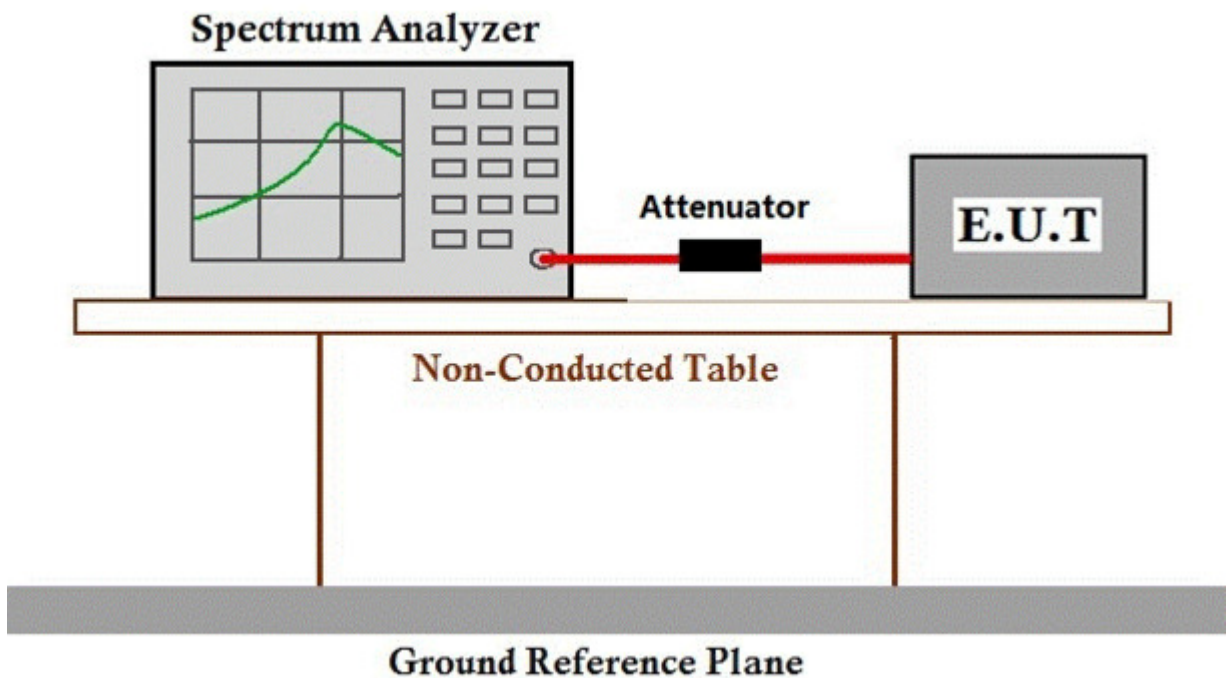 Spectrum Analyzer
Attenuator
E.U.T
Non-Conducted Table
Ground Reference Plane